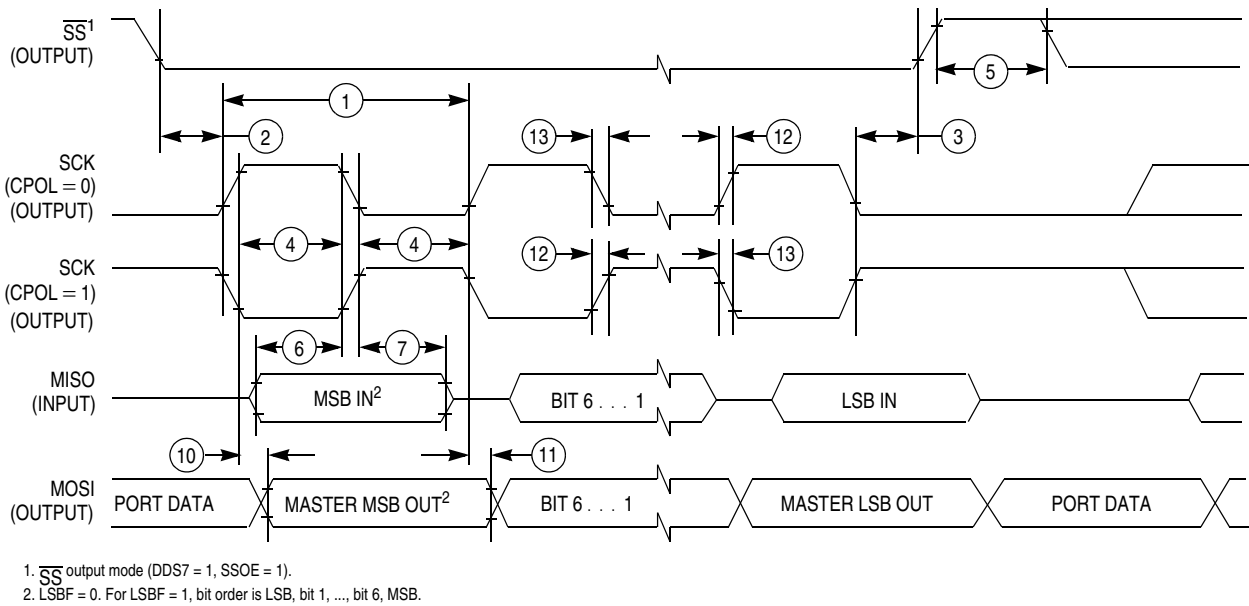 SS1
(OUTPUT)
1
5
2
13
12
3
SCK
(CPOL = 0)
(OUTPUT)
4
4
12
13
SCK
(CPOL = 1)
(OUTPUT)
6
7
MISO
(INPUT)
MSB IN2
BIT 6 . . . 1
LSB IN
10
11
MOSI
(OUTPUT)
PORT DATA
MASTER MSB OUT2
BIT 6 . . . 1
MASTER LSB OUT
PORT DATA
1. SS output mode (DDS7 = 1, SSOE = 1).
2. LSBF = 0. For LSBF = 1, bit order is LSB, bit 1, ..., bit 6, MSB.